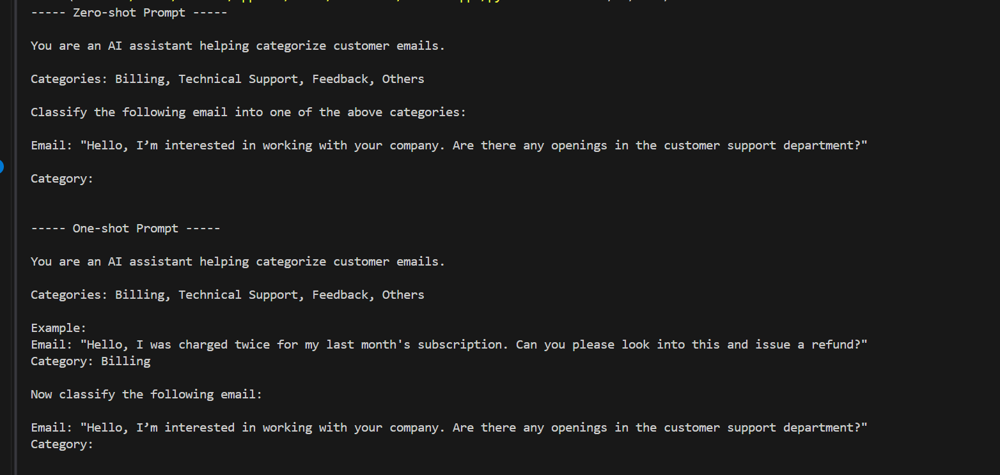 ----- Zero-shot Prompt -----
You are an AI assistant helping categorize customer emails.
Categories: Billing, Technical Support, Feedback, Others
Classify the following email into one of the above categories:
Email: "Hello, I’m interested in working with your company. Are there any openings in the customer support department?"
Category:
----- One-shot Prompt -----
You are an AI assistant helping categorize customer emails.
Categories: Billing, Technical Support, Feedback, Others
Example:
Email: "Hello, I was charged twice for my last month's subscription. Can you please look into this and issue a refund?"
Category: Billing
Now classify the following email:
Email: "Hello, I’m interested in working with your company. Are there any openings in the customer support department?"
Category: